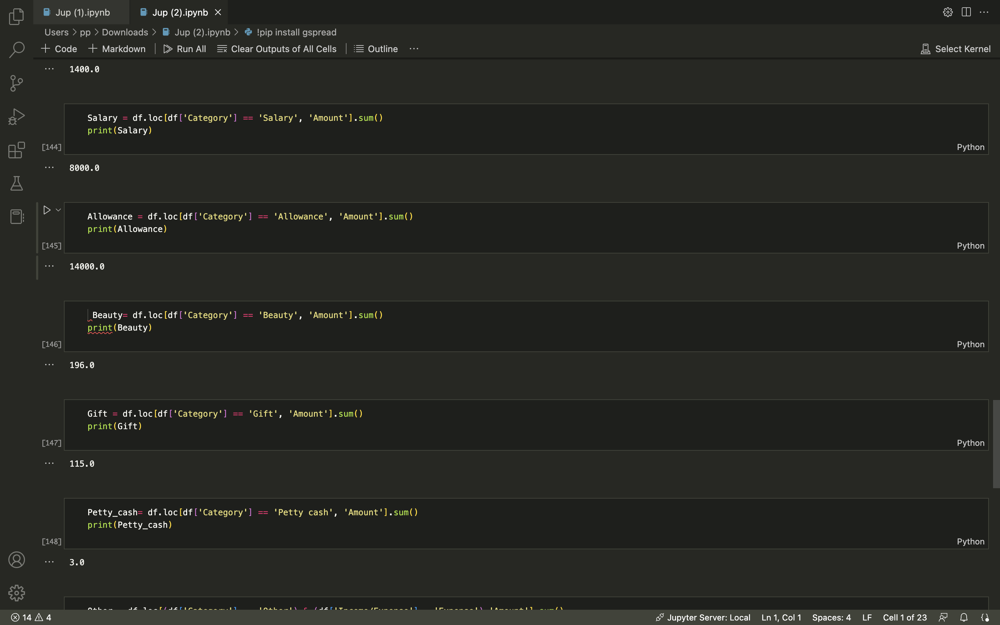 Jup (1).ipynb
Jup (2).ipynb
Users > pp > Downloads > Jup (2).ipynb > !pip install gspread
+ Code + Markdown | Run All Clear Outputs of All Cells | Outline ...
Select Kernel
... 1400.0
Salary = df.loc[df['Category'] == 'Salary', 'Amount'].sum()
print(Salary)
[144]
Python
... 8000.0
Allowance = df.loc[df['Category'] == 'Allowance', 'Amount'].sum()
print(Allowance)
[145]
Python
... 14000.0
Beauty= df.loc[df['Category'] == 'Beauty', 'Amount'].sum()
print(Beauty)
[146]
Python
... 196.0
Gift = df.loc[df['Category'] == 'Gift', 'Amount'].sum()
print(Gift)
[147]
Python
... 115.0
Petty_cash= df.loc[df['Category'] == 'Petty cash', 'Amount'].sum()
print(Petty_cash)
[148]
Python
... 3.0
14 4
Jupyter Server: Local Ln 1, Col 1 Spaces: 4 LF Cell 1 of 23